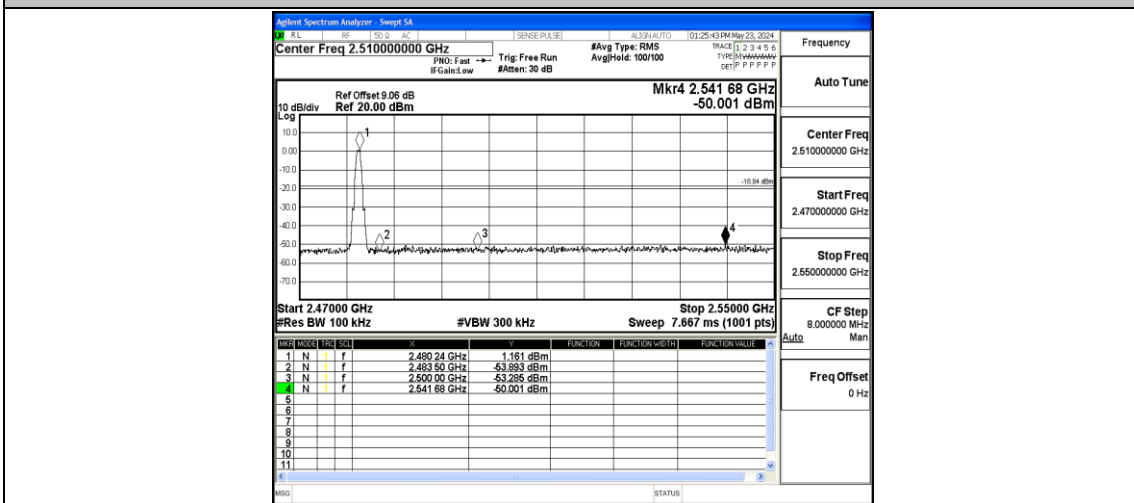 Agilent Spectrum Analyzer - Swept SA
RL RF 50 Ω AC SENSE:PULSE ALIGN AUTO 01:25:43 PM May 23, 2024
Center Freq 2.510000000 GHz
PNO: Fast
IFGain:Low
Trig: Free Run
#Atten: 30 dB
#Avg Type: RMS
Avg|Hold: 100/100
TRACE 1 2 3 4 5 6
TYPE M W W W W W
DET P P P P P P
Ref Offset 9.06 dB
10 dB/div Ref 20.00 dBm
Log
Mkr4 2.541 68 GHz
-50.001 dBm
10.0
0.00
-10.0
-20.0
-30.0
-40.0
-50.0
-60.0
-70.0
1
2
3
4
-18.84 dBm
Start 2.47000 GHz Stop 2.55000 GHz
#Res BW 100 kHz #VBW 300 kHz Sweep 7.667 ms (1001 pts)
MKR MODE TRC SCL X Y FUNCTION FUNCTION WIDTH FUNCTION VALUE
1 N 1 f 2.480 24 GHz 1.161 dBm
2 N 1 f 2.483 50 GHz -53.893 dBm
3 N 1 f 2.500 00 GHz -53.285 dBm
4 N 1 f 2.541 68 GHz -50.001 dBm
5
6
7
8
9
10
11
MSG STATUS
Frequency
Auto Tune
Center Freq
2.510000000 GHz
Start Freq
2.470000000 GHz
Stop Freq
2.550000000 GHz
CF Step
8.000000 MHz
Auto Man
Freq Offset
0 Hz